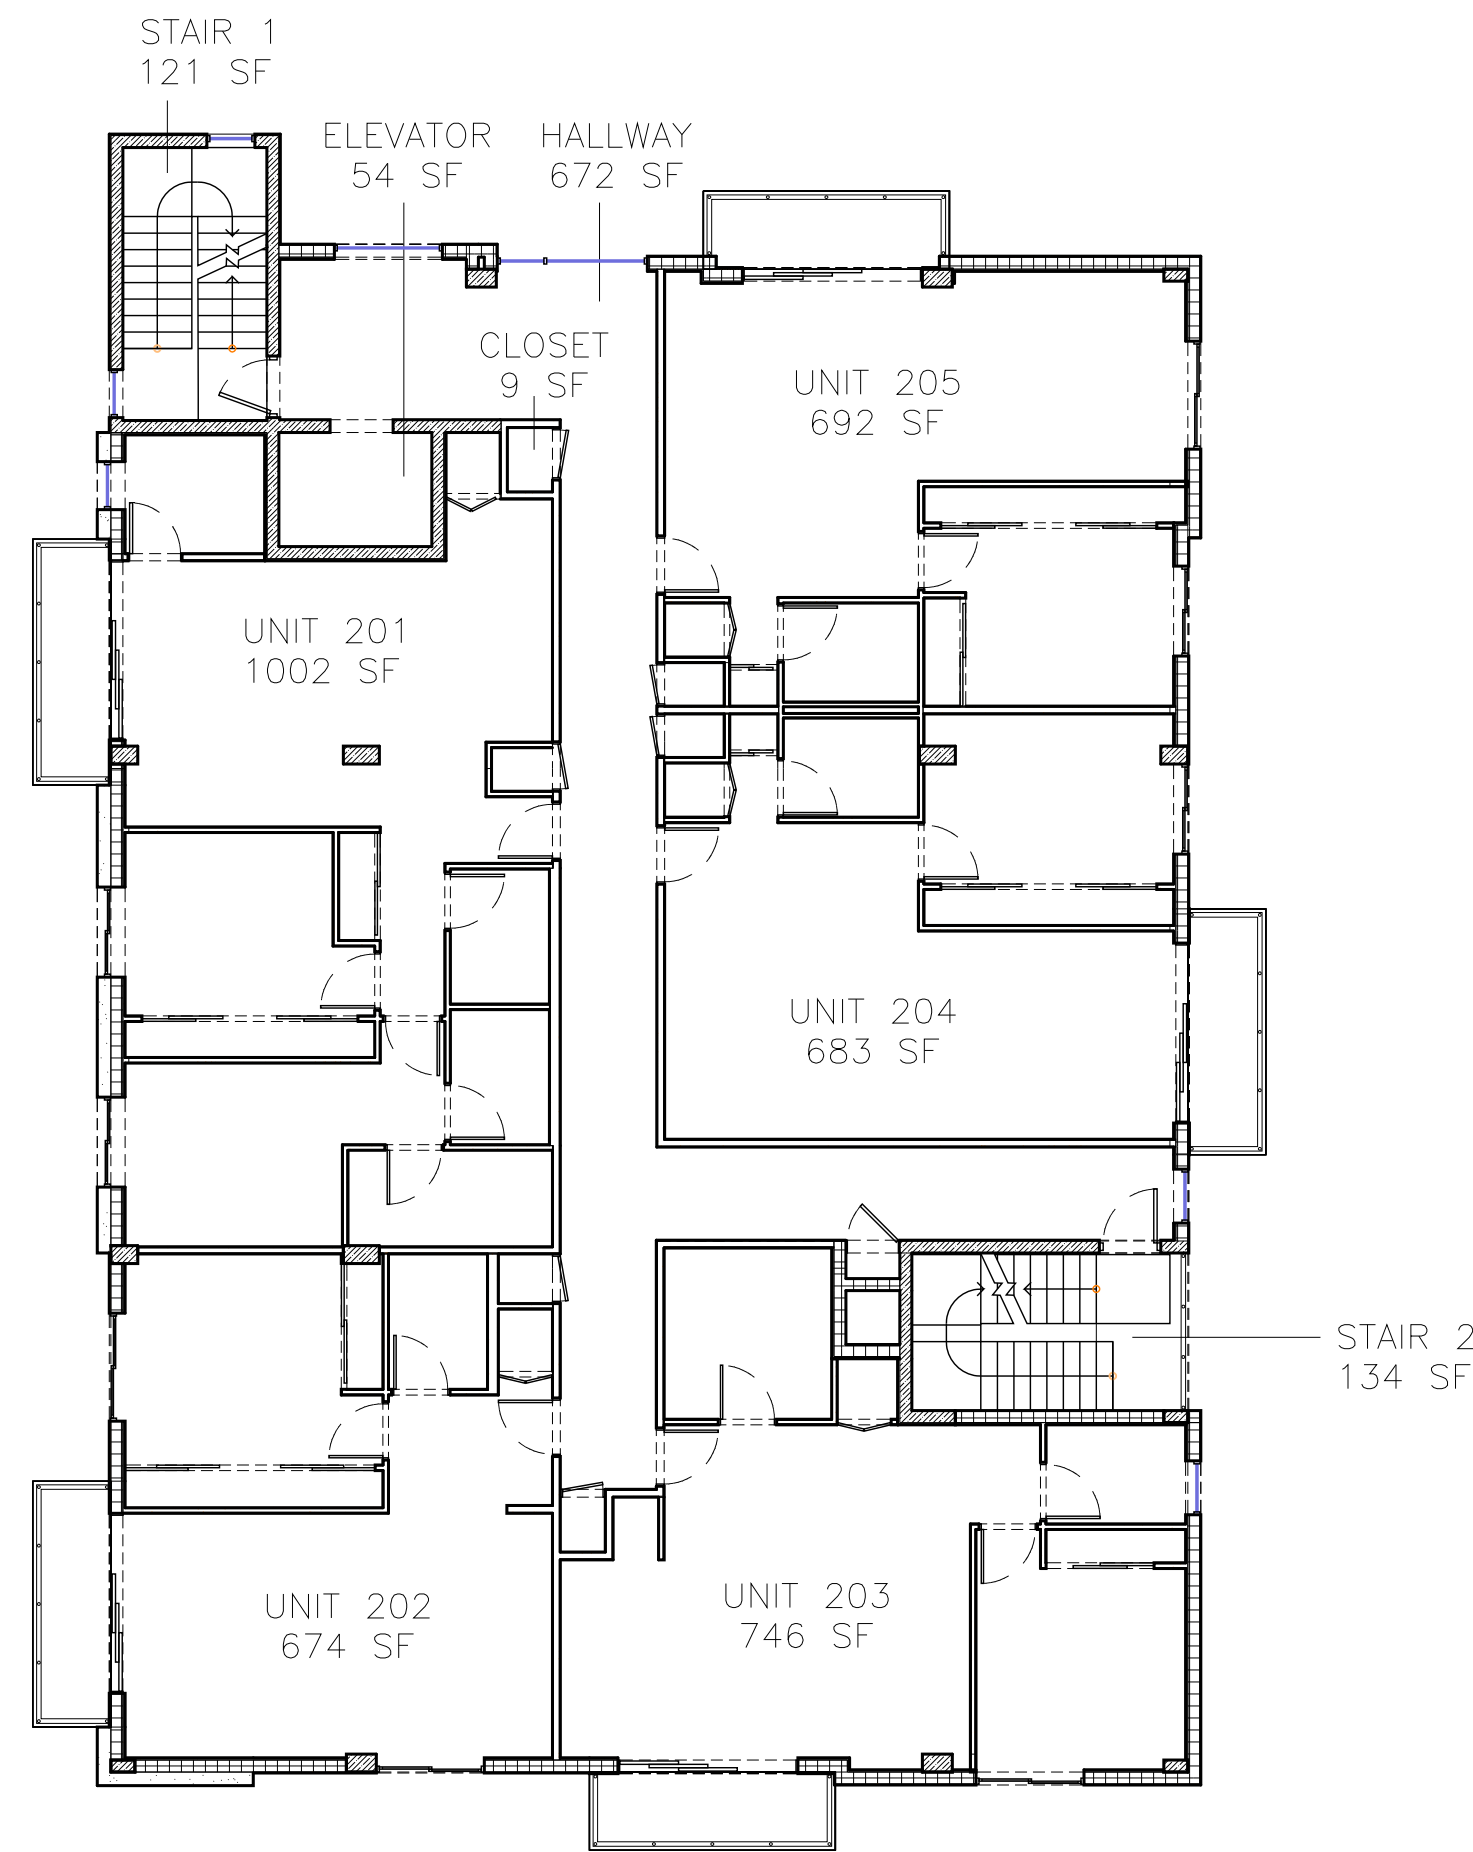 STAIR 1
121 SF
ELEVATOR
54 SF
HALLWAY
672 SF
CLOSET
9 SF
UNIT 205
692 SF
UNIT 201
1002 SF
UNIT 204
683 SF
STAIR 2
134 SF
UNIT 202
674 SF
UNIT 203
746 SF